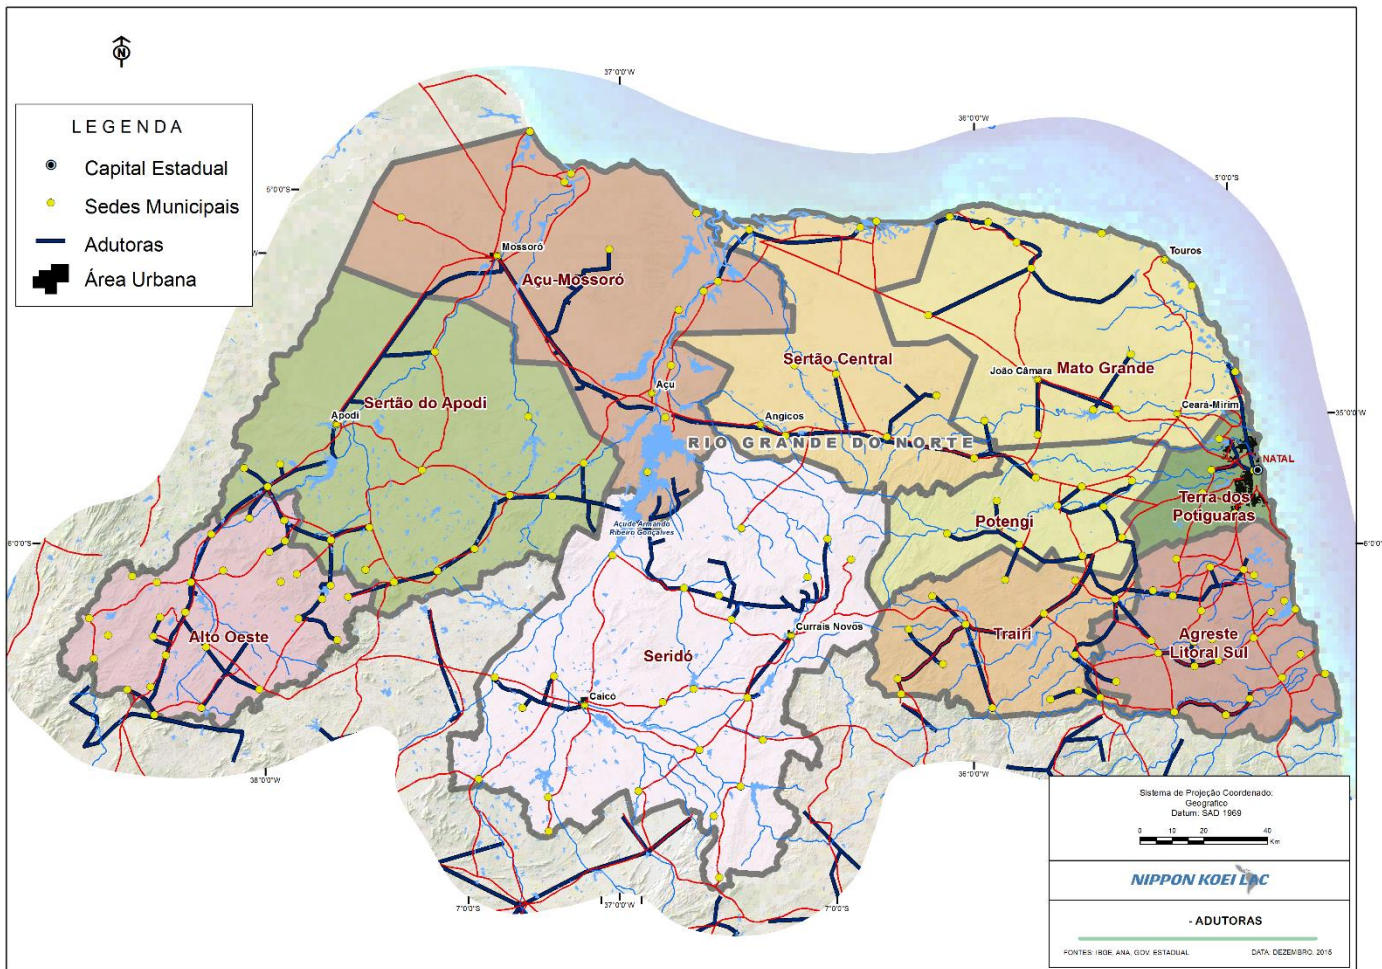 N
LEGENDA
Capital Estadual
Sedes Municipais
Adutoras
Área Urbana
37°0'0"W
36°0'0"W
5°0'0"S
5°0'0"S
Touros
Mossoró
Açu-Mossoró
Sertão Central
João Câmara
Mato Grande
Açu
Sertão do Apodi
Apodi
Angicos
Ceará-Mirim
35°0'0"W
RIO GRANDE DO NORTE
NATAL
Terra dos
Potiguaras
Potengi
Açude Armando
Ribeiro Gonçalves
6°0'0"S
6°0'0"S
Alto Oeste
Currais Novos
Trairi
Agreste
Litoral Sul
Seridó
Caicó
38°0'0"W
36°0'0"W
7°0'0"S
37°0'0"W
7°0'0"S
Sistema de Projeção Coordenado:
Geografico
Datum: SAD 1969
0 10 20 40
Km
NIPPON KOEI LAC
- ADUTORAS
FONTES: IBGE, ANA, GOV. ESTADUAL
DATA: DEZEMBRO, 2015